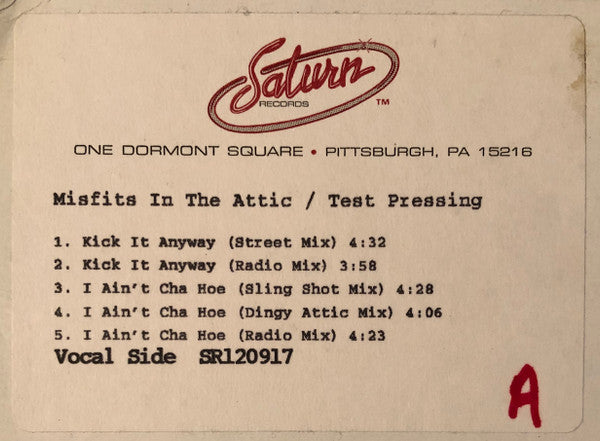 Saturn
RECORDS
™
ONE DORMONT SQUARE • PITTSBURGH, PA 15216
Misfits In The Attic / Test Pressing
1. Kick It Anyway (Street Mix) 4:32
2. Kick It Anyway (Radio Mix) 3:58
3. I Ain't Cha Hoe (Sling Shot Mix) 4:28
4. I Ain't Cha Hoe (Dingy Attic Mix) 4:06
5. I Ain't Cha Hoe (Radio Mix) 4:23
Vocal Side SR120917
A